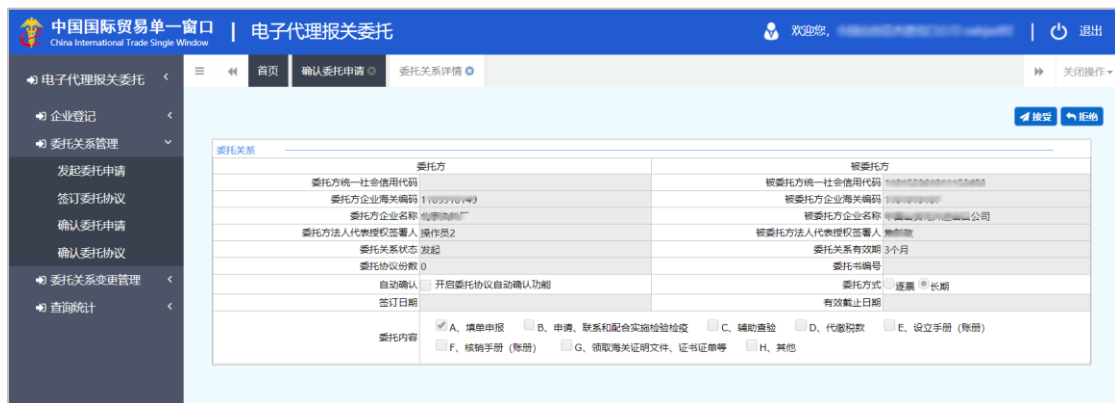 中国国际贸易单一窗口 | 电子代理报关委托 欢迎您, | 退出
China International Trade Single Window
电子代理报关委托 首页 确认委托申请 委托关系详情 关闭操作
企业登记
接受 拒绝
委托关系管理
委托关系
发起委托申请
委托方 被委托方
签订委托协议
委托方统一社会信用代码 被委托方统一社会信用代码
委托方企业海关编码 被委托方企业海关编码
确认委托申请
委托方企业名称 被委托方企业名称 公司
委托方法人代表授权签署人 操作员2 被委托方法人代表授权签署人
确认委托协议
委托关系状态 发起 委托关系有效期 3个月
委托协议份数 0 委托书编号
委托关系变更管理
自动确认 开启委托协议自动确认功能 委托方式 逐票 长期
查询统计
签订日期 有效截止日期
委托内容 A、填单申报 B、申请、联系和配合实施检验检疫 C、辅助查验 D、代缴税款 E、设立手册（账册）
F、核销手册（账册） G、领取海关证明文件、证书证单等 H、其他